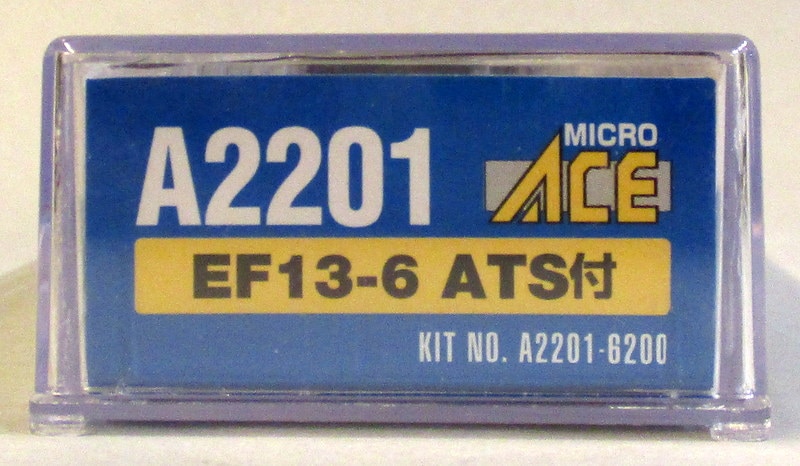 A2201
MICRO
ACE
EF13-6 ATS付
KIT NO. A2201-6200